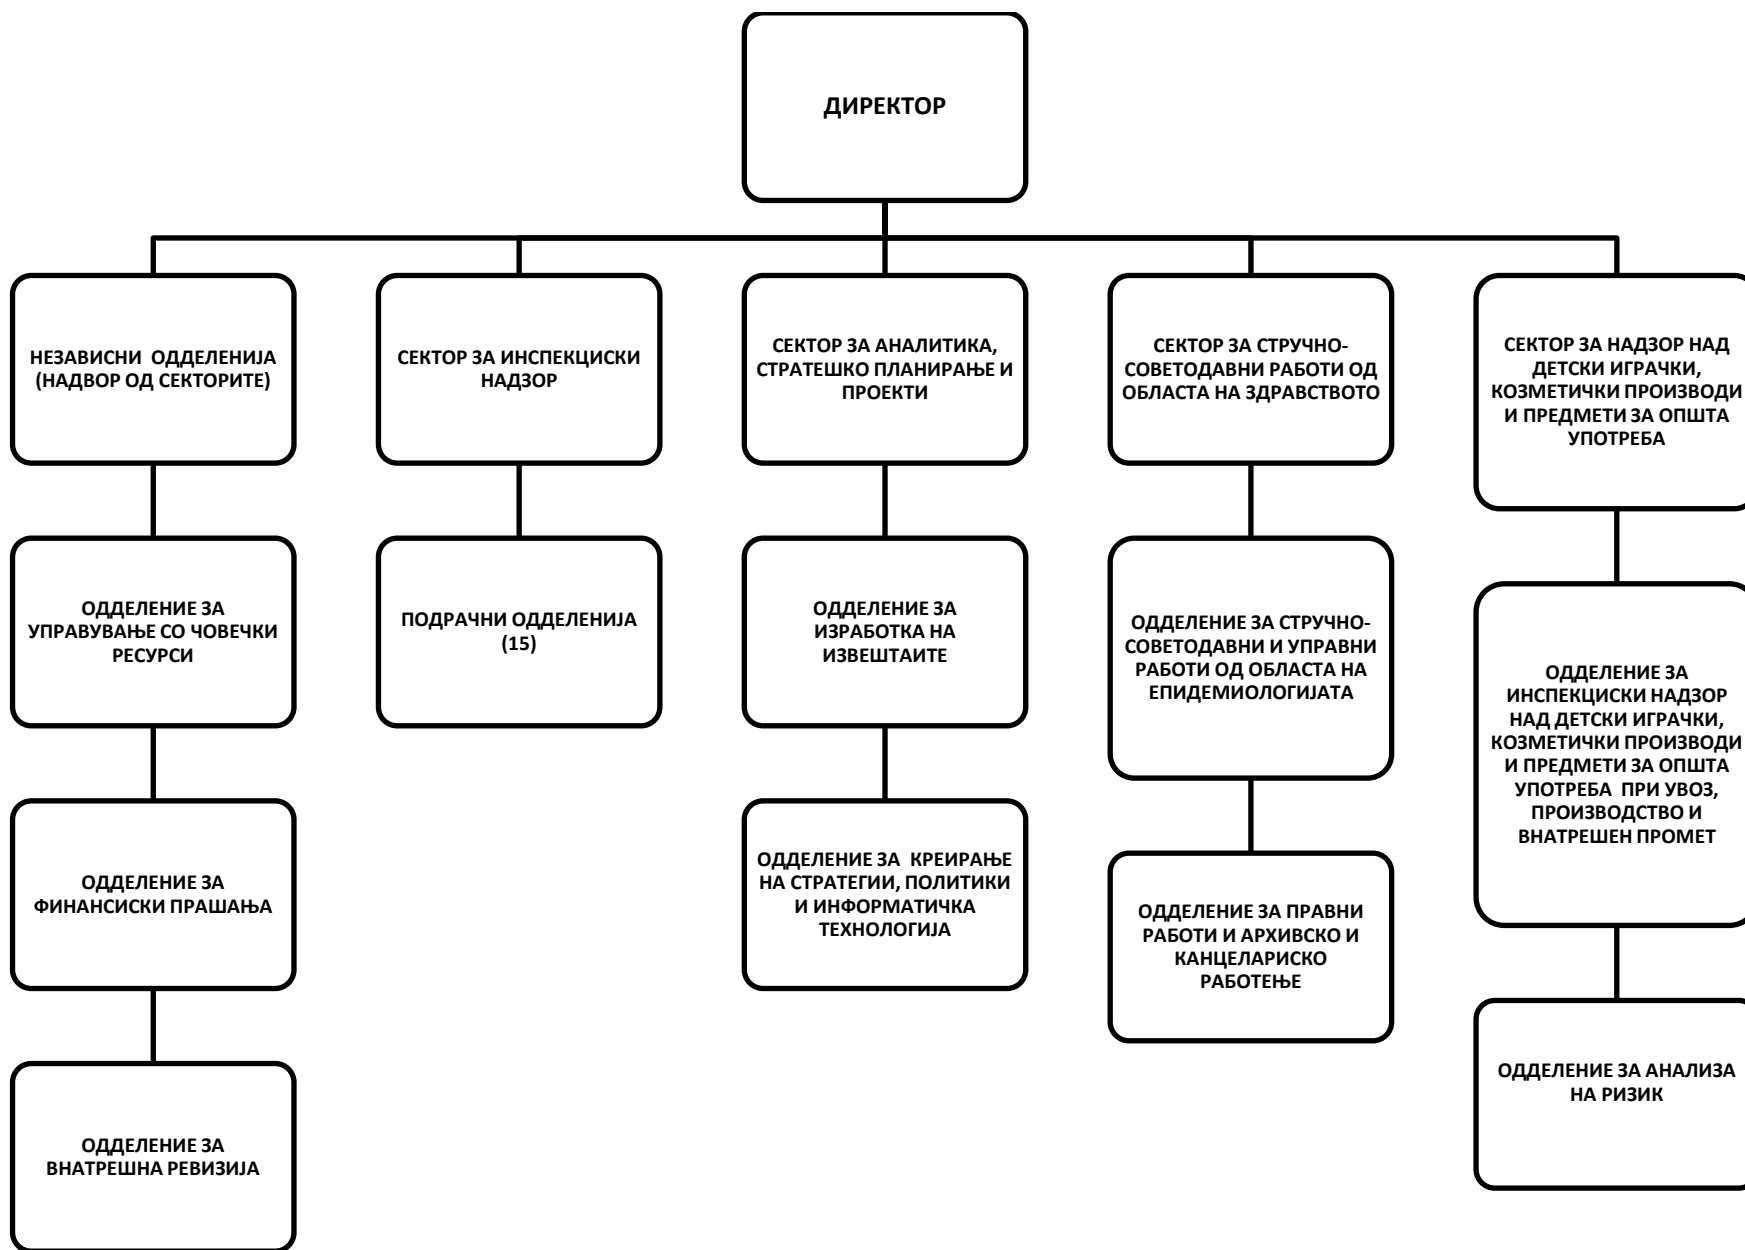 ДИРЕКТОР
НЕЗАВИСНИ ОДДЕЛЕНИЈА
(НАДВОР ОД СЕКТОРИТЕ)
ОДДЕЛЕНИЕ ЗА
УПРАВУВАЊЕ СО ЧОВЕЧКИ
РЕСУРСИ
ОДДЕЛЕНИЕ ЗА
ФИНАНСИСКИ ПРАШАЊА
ОДДЕЛЕНИЕ ЗА
ВНАТРЕШНА РЕВИЗИЈА
СЕКТОР ЗА ИНСПЕКЦИСКИ
НАДЗОР
ПОДРАЧНИ ОДДЕЛЕНИЈА
(15)
СЕКТОР ЗА АНАЛИТИКА,
СТРАТЕШКО ПЛАНИРАЊЕ И
ПРОЕКТИ
ОДДЕЛЕНИЕ ЗА
ИЗРАБОТКА НА
ИЗВЕШТАИТЕ
ОДДЕЛЕНИЕ ЗА КРЕИРАЊЕ
НА СТРАТЕГИИ, ПОЛИТИКИ
И ИНФОРМАТИЧКА
ТЕХНОЛОГИЈА
СЕКТОР ЗА СТРУЧНО-
СОВЕТОДАВНИ РАБОТИ ОД
ОБЛАСТА НА ЗДРАВСТВОТО
ОДДЕЛЕНИЕ ЗА СТРУЧНО-
СОВЕТОДАВНИ И УПРАВНИ
РАБОТИ ОД ОБЛАСТА НА
ЕПИДЕМИОЛОГИЈАТА
ОДДЕЛЕНИЕ ЗА ПРАВНИ
РАБОТИ И АРХИВСКО И
КАНЦЕЛАРИСКО
РАБОТЕЊЕ
СЕКТОР ЗА НАДЗОР НАД
ДЕТСКИ ИГРАЧКИ,
КОЗМЕТИЧКИ ПРОИЗВОДИ
И ПРЕДМЕТИ ЗА ОПШТА
УПОТРЕБА
ОДДЕЛЕНИЕ ЗА
ИНСПЕКЦИСКИ НАДЗОР
НАД ДЕТСКИ ИГРАЧКИ,
КОЗМЕТИЧКИ ПРОИЗВОДИ
И ПРЕДМЕТИ ЗА ОПШТА
УПОТРЕБА ПРИ УВОЗ,
ПРОИЗВОДСТВО И
ВНАТРЕШЕН ПРОМЕТ
ОДДЕЛЕНИЕ ЗА АНАЛИЗА
НА РИЗИК